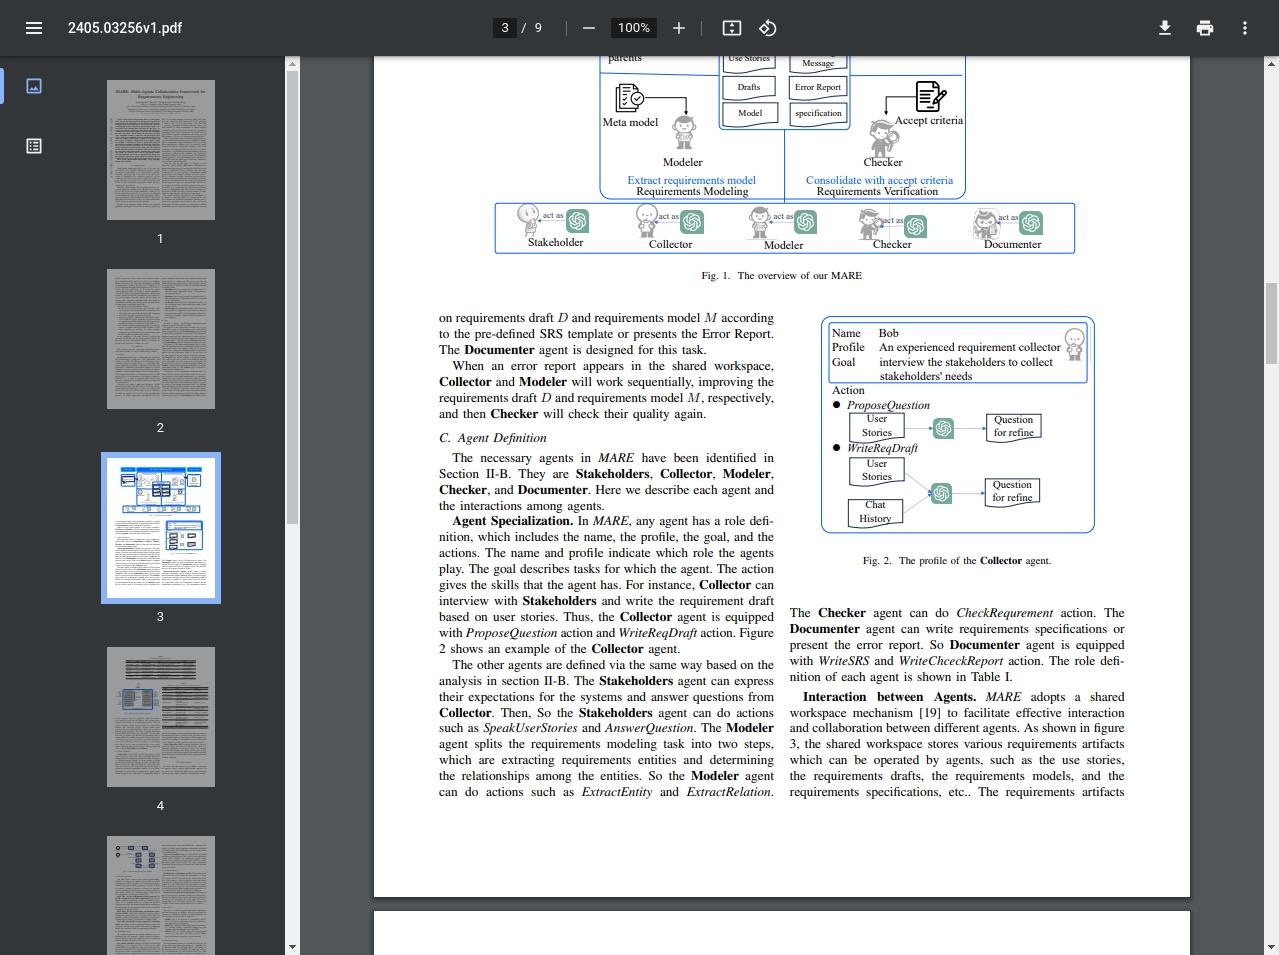 2405.03256v1.pdf
3 / 9
100%
1
2
3
4
parents
Use Stories
Message
Drafts
Error Report
Model
specification
Meta model
Accept criteria
Modeler
Checker
Extract requirements model
Requirements Modeling
Consolidate with accept criteria
Requirements Verification
act as
act as
act as
act as
act as
Stakeholder
Collector
Modeler
Checker
Documenter
Fig. 1. The overview of our MARE
on requirements draft D and requirements model M according
to the pre-defined SRS template or presents the Error Report.
The Documenter agent is designed for this task.
When an error report appears in the shared workspace,
Collector and Modeler will work sequentially, improving the
requirements draft D and requirements model M, respectively,
and then Checker will check their quality again.
C. Agent Definition
The necessary agents in MARE have been identified in
Section II-B. They are Stakeholders, Collector, Modeler,
Checker, and Documenter. Here we describe each agent and
the interactions among agents.
Agent Specialization. In MARE, any agent has a role defi-
nition, which includes the name, the profile, the goal, and the
actions. The name and profile indicate which role the agents
play. The goal describes tasks for which the agent. The action
gives the skills that the agent has. For instance, Collector can
interview with Stakeholders and write the requirement draft
based on user stories. Thus, the Collector agent is equipped
with ProposeQuestion action and WriteReqDraft action. Figure
2 shows an example of the Collector agent.
The other agents are defined via the same way based on the
analysis in section II-B. The Stakeholders agent can express
their expectations for the systems and answer questions from
Collector. Then, So the Stakeholders agent can do actions
such as SpeakUserStories and AnswerQuestion. The Modeler
agent splits the requirements modeling task into two steps,
which are extracting requirements entities and determining
the relationships among the entities. So the Modeler agent
can do actions such as ExtractEntity and ExtractRelation.
Name Bob
Profile An experienced requirement collector
Goal interview the stakeholders to collect
stakeholders' needs
Action
● ProposeQuestion
User
Stories
Question
for refine
● WriteReqDraft
User
Stories
Question
for refine
Chat
History
Fig. 2. The profile of the Collector agent.
The Checker agent can do CheckRequrement action. The
Documenter agent can write requirements specifications or
present the error report. So Documenter agent is equipped
with WriteSRS and WriteChceckReport action. The role defi-
nition of each agent is shown in Table I.
Interaction between Agents. MARE adopts a shared
workspace mechanism [19] to facilitate effective interaction
and collaboration between different agents. As shown in figure
3, the shared workspace stores various requirements artifacts
which can be operated by agents, such as the use stories,
the requirements drafts, the requirements models, and the
requirements specifications, etc.. The requirements artifacts